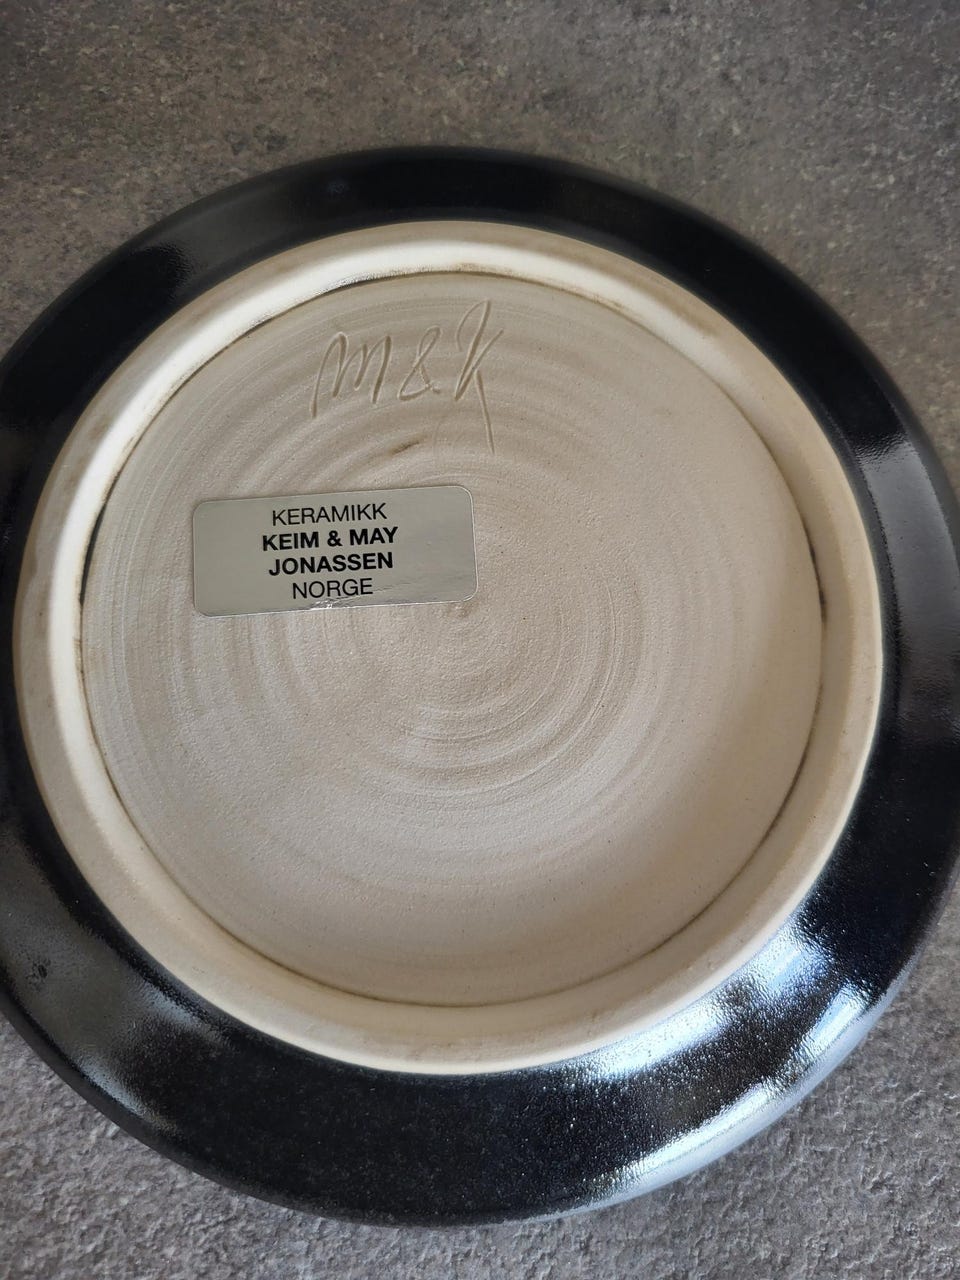 M & K
KERAMIKK
KEIM & MAY
JONASSEN
NORGE